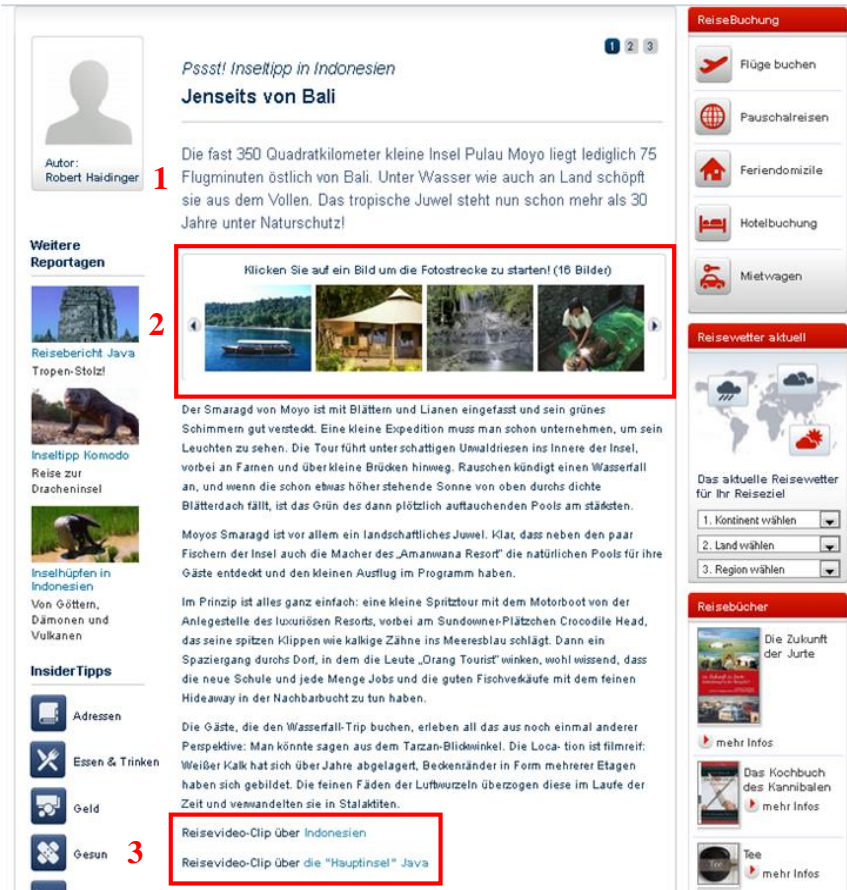 Autor:
Robert Haidinger
1
Weitere
Reportagen
Reisebericht Java
Tropen-Stolz!
Inseltipp Komodo
Reise zur
Dracheninsel
Inselhüpfen in
Indonesien
Von Göttern,
Dämonen und
Vulkanen
InsiderTipps
Adressen
Essen & Trinken
Geld
Gesun
1 2 3
Pssst! Inseltipp in Indonesien
Jenseits von Bali
Die fast 350 Quadratkilometer kleine Insel Pulau Moyo liegt lediglich 75
Flugminuten östlich von Bali. Unter Wasser wie auch an Land schöpft
sie aus dem Vollen. Das tropische Juwel steht nun schon mehr als 30
Jahre unter Naturschutz!
2
Klicken Sie auf ein Bild um die Fotostrecke zu starten! (16 Bilder)
Der Smaragd von Moyo ist mit Blättern und Lianen eingefasst und sein grünes
Schimmern gut versteckt. Eine kleine Expedition muss man schon unternehmen, um sein
Leuchten zu sehen. Die Tour führt unter schattigen Urwaldriesen ins Innere der Insel,
vorbei an Farnen und über kleine Brücken hinweg. Rauschen kündigt einen Wasserfall
an, und wenn die schon etwas höher stehende Sonne von oben durchs dichte
Blätterdach fällt, ist das Grün des dann plötzlich auftauchenden Pools am stärksten.
Moyos Smaragd ist vor allem ein landschaftliches Juwel. Klar, dass neben den paar
Fischern der Insel auch die Macher des „Amanwana Resort" die natürlichen Pools für ihre
Gäste entdeckt und den kleinen Ausflug im Programm haben.
Im Prinzip ist alles ganz einfach: eine kleine Spritztour mit dem Motorboot von der
Anlegestelle des luxuriösen Resorts, vorbei am Sundowner-Plätzchen Crocodile Head,
das seine spitzen Klippen wie kalkige Zähne ins Meeresblau schlägt. Dann ein
Spaziergang durchs Dorf, in dem die Leute „Orang Tourist" winken, wohl wissend, dass
die neue Schule und jede Menge Jobs und die guten Fischverkäufe mit dem feinen
Hideaway in der Nachbarbucht zu tun haben.
Die Gäste, die den Wasserfall-Trip buchen, erleben all das aus noch einmal anderer
Perspektive: Man könnte sagen aus dem Tarzan-Blickwinkel. Die Loca- tion ist filmreif:
Weißer Kalk hat sich über Jahre abgelagert, Beckenränder in Form mehrerer Etagen
haben sich gebildet. Die feinen Fäden der Luftwurzeln überzogen diese im Laufe der
Zeit und verwandelten sie in Stalaktiten.
3
Reisevideo-Clip über Indonesien
Reisevideo-Clip über die "Hauptinsel" Java
ReiseBuchung
Flüge buchen
Pauschalreisen
Feriendomizile
Hotelbuchung
Mietwagen
Reisewetter aktuell
Das aktuelle Reisewetter
für Ihr Reiseziel
1. Kontinent wählen
2. Land wählen
3. Region wählen
Reisebücher
Die Zukunft
der Jurte
mehr Infos
Das Kochbuch
des Kannibalen
mehr Infos
Tee
mehr Infos